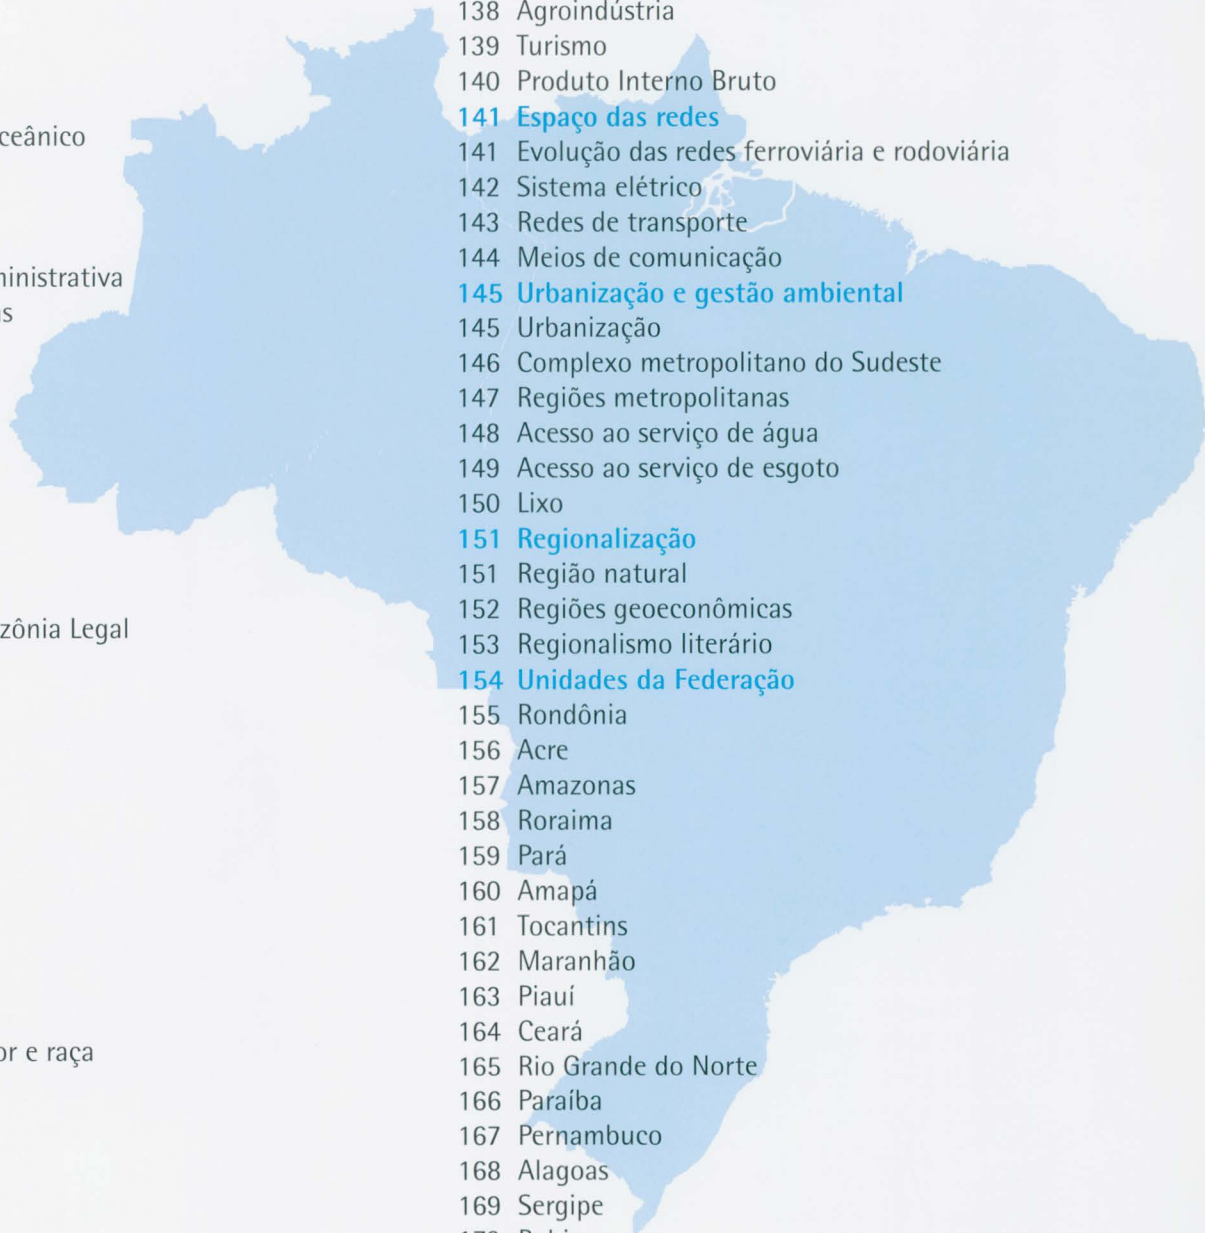 ceânico
ministrativa
s
zônia Legal
or e raça
138 Agroindústria
139 Turismo
140 Produto Interno Bruto
141 Espaço das redes
141 Evolução das redes ferroviária e rodoviária
142 Sistema elétrico
143 Redes de transporte
144 Meios de comunicação
145 Urbanização e gestão ambiental
145 Urbanização
146 Complexo metropolitano do Sudeste
147 Regiões metropolitanas
148 Acesso ao serviço de água
149 Acesso ao serviço de esgoto
150 Lixo
151 Regionalização
151 Região natural
152 Regiões geoeconômicas
153 Regionalismo literário
154 Unidades da Federação
155 Rondônia
156 Acre
157 Amazonas
158 Roraima
159 Pará
160 Amapá
161 Tocantins
162 Maranhão
163 Piauí
164 Ceará
165 Rio Grande do Norte
166 Paraíba
167 Pernambuco
168 Alagoas
169 Sergipe